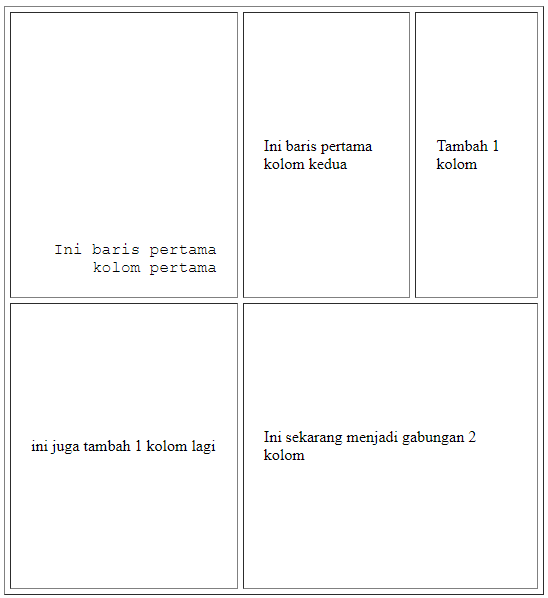 Ini baris pertama
kolom pertama
Ini baris pertama
kolom kedua
Tambah 1
kolom
ini juga tambah 1 kolom lagi
Ini sekarang menjadi gabungan 2
kolom